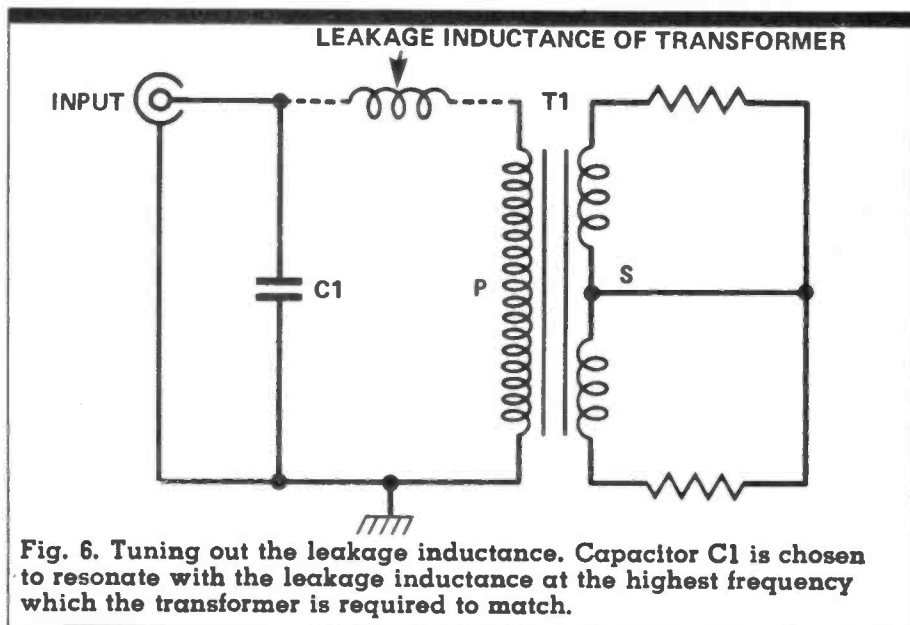 LEAKAGE INDUCTANCE OF TRANSFORMER
INPUT
T1
C1
P
S
Fig. 6. Tuning out the leakage inductance. Capacitor C1 is chosen
to resonate with the leakage inductance at the highest frequency
which the transformer is required to match.